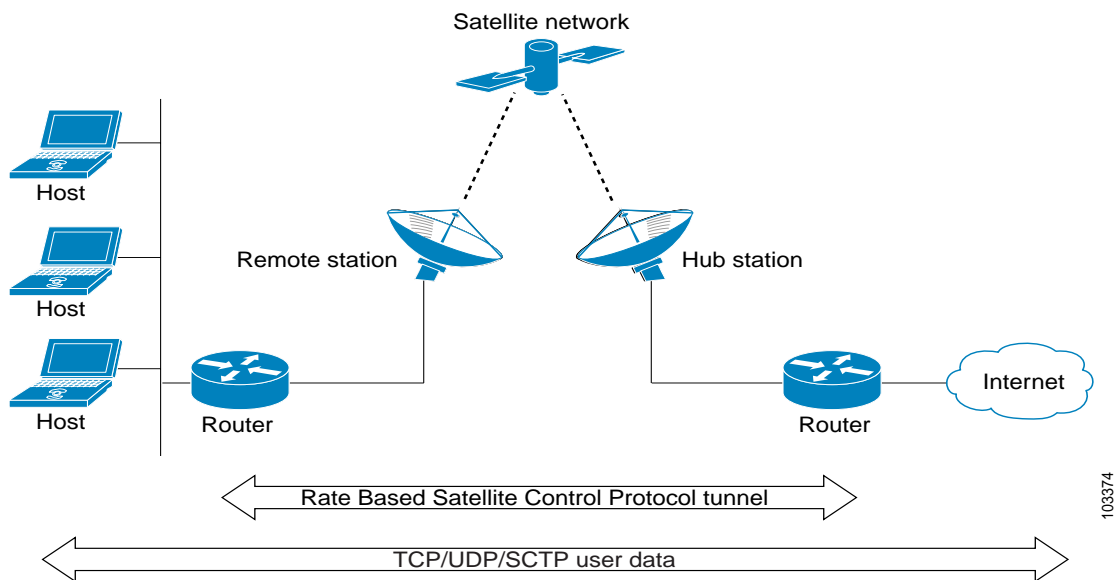 Satellite network
Host
Remote station
Hub station
Host
Internet
Host
Router
Router
Rate Based Satellite Control Protocol tunnel
103374
TCP/UDP/SCTP user data